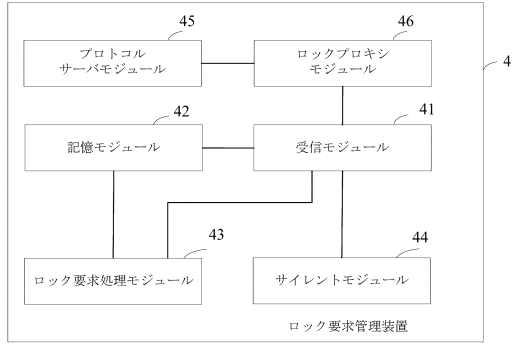 45
プロトコル
サーバモジュール
46
ロックプロキシ
モジュール
4
42
記憶モジュール
41
受信モジュール
43
ロック要求処理モジュール
44
サイレントモジュール
ロック要求管理装置